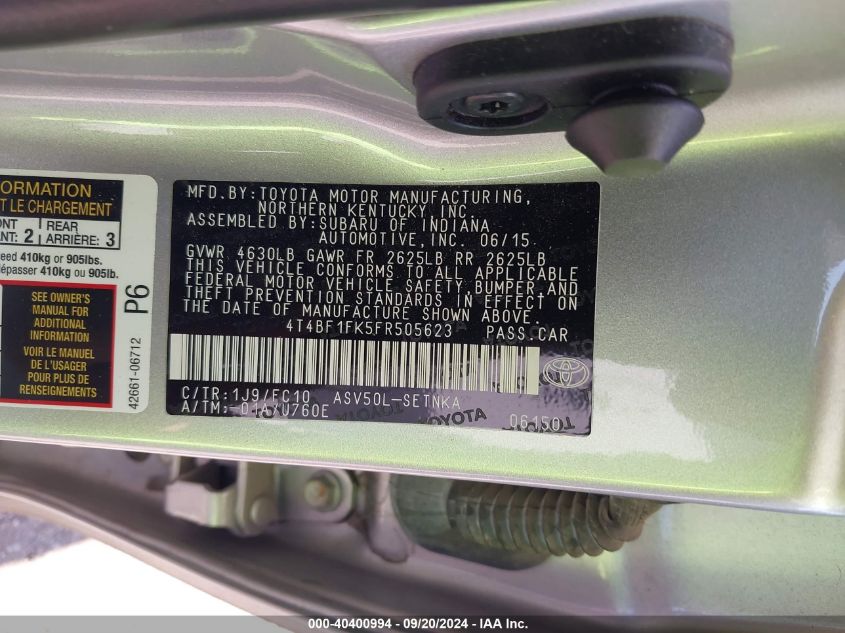 ORMATION
T LE CHARGEMENT
ONT REAR
ANT: 2 ARRIÈRE: 3
eed 410kg or 905lbs.
dépasser 410kg ou 905lb.
SEE OWNER'S
MANUAL FOR
ADDITIONAL
INFORMATION
VOIR LE MANUEL
DE L'USAGER
POUR PLUS DE
RENSEIGNEMENTS
P6
42661-06712
MFD.BY:TOYOTA MOTOR MANUFACTURING,
NORTHERN KENTUCKY, INC.
ASSEMBLED BY:SUBARU OF INDIANA
AUTOMOTIVE, INC. 06/15
GVWR 4630LB GAWR FR 2625LB RR 2625LB
THIS VEHICLE CONFORMS TO ALL APPLICABLE
FEDERAL MOTOR VEHICLE SAFETY, BUMPER AND
THEFT PREVENTION STANDARDS IN EFFECT ON
THE DATE OF MANUFACTURE SHOWN ABOVE.
4T4BF1FK5FR505623 PASS.CAR
C/TR:1J9/FC10 ASV50L-SETNKA
A/TM:-01A/U760E
TOYOTA
06150
000-40400994 - 09/20/2024 - IAA Inc.